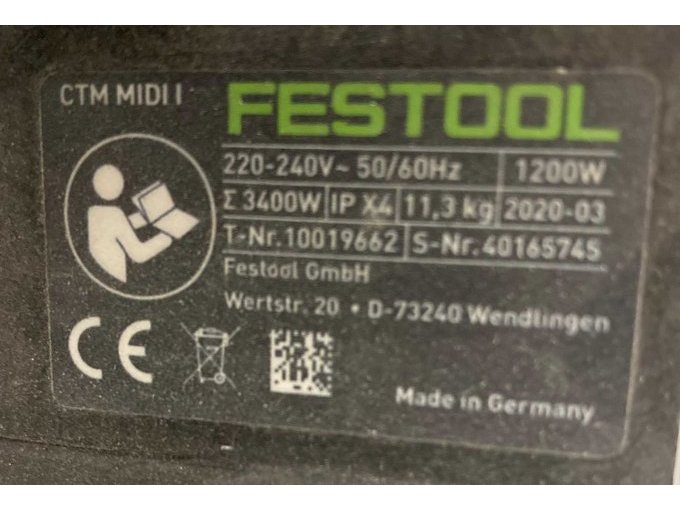 CTM MIDI I
FESTOOL
220-240V~ 50/60Hz 1200W
Σ 3400W IP X4 11,3 kg 2020-03
T-Nr.10019662 S-Nr.40165745
Festool GmbH
Wertstr. 20 • D-73240 Wendlingen
CE
Made in Germany